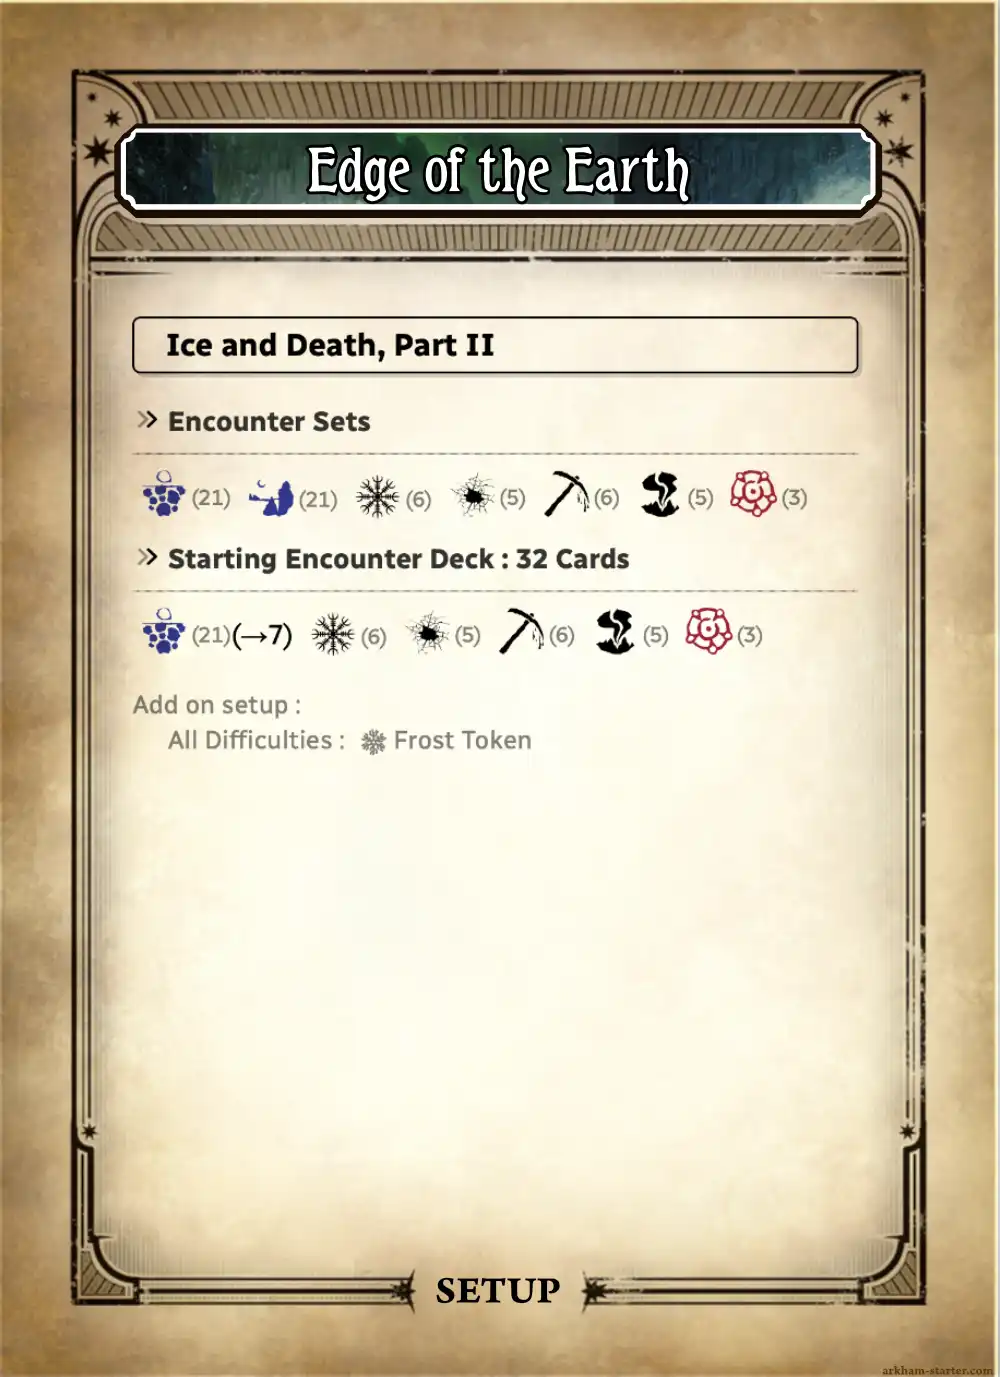 Edge of the Earth
Ice and Death, Part II
» Encounter Sets
(21) (21) (6) (5) (6) (5) (3)
» Starting Encounter Deck : 32 Cards
(21)(→7) (6) (5) (6) (5) (3)
Add on setup :
All Difficulties : Frost Token
SETUP
arkham-starter.com